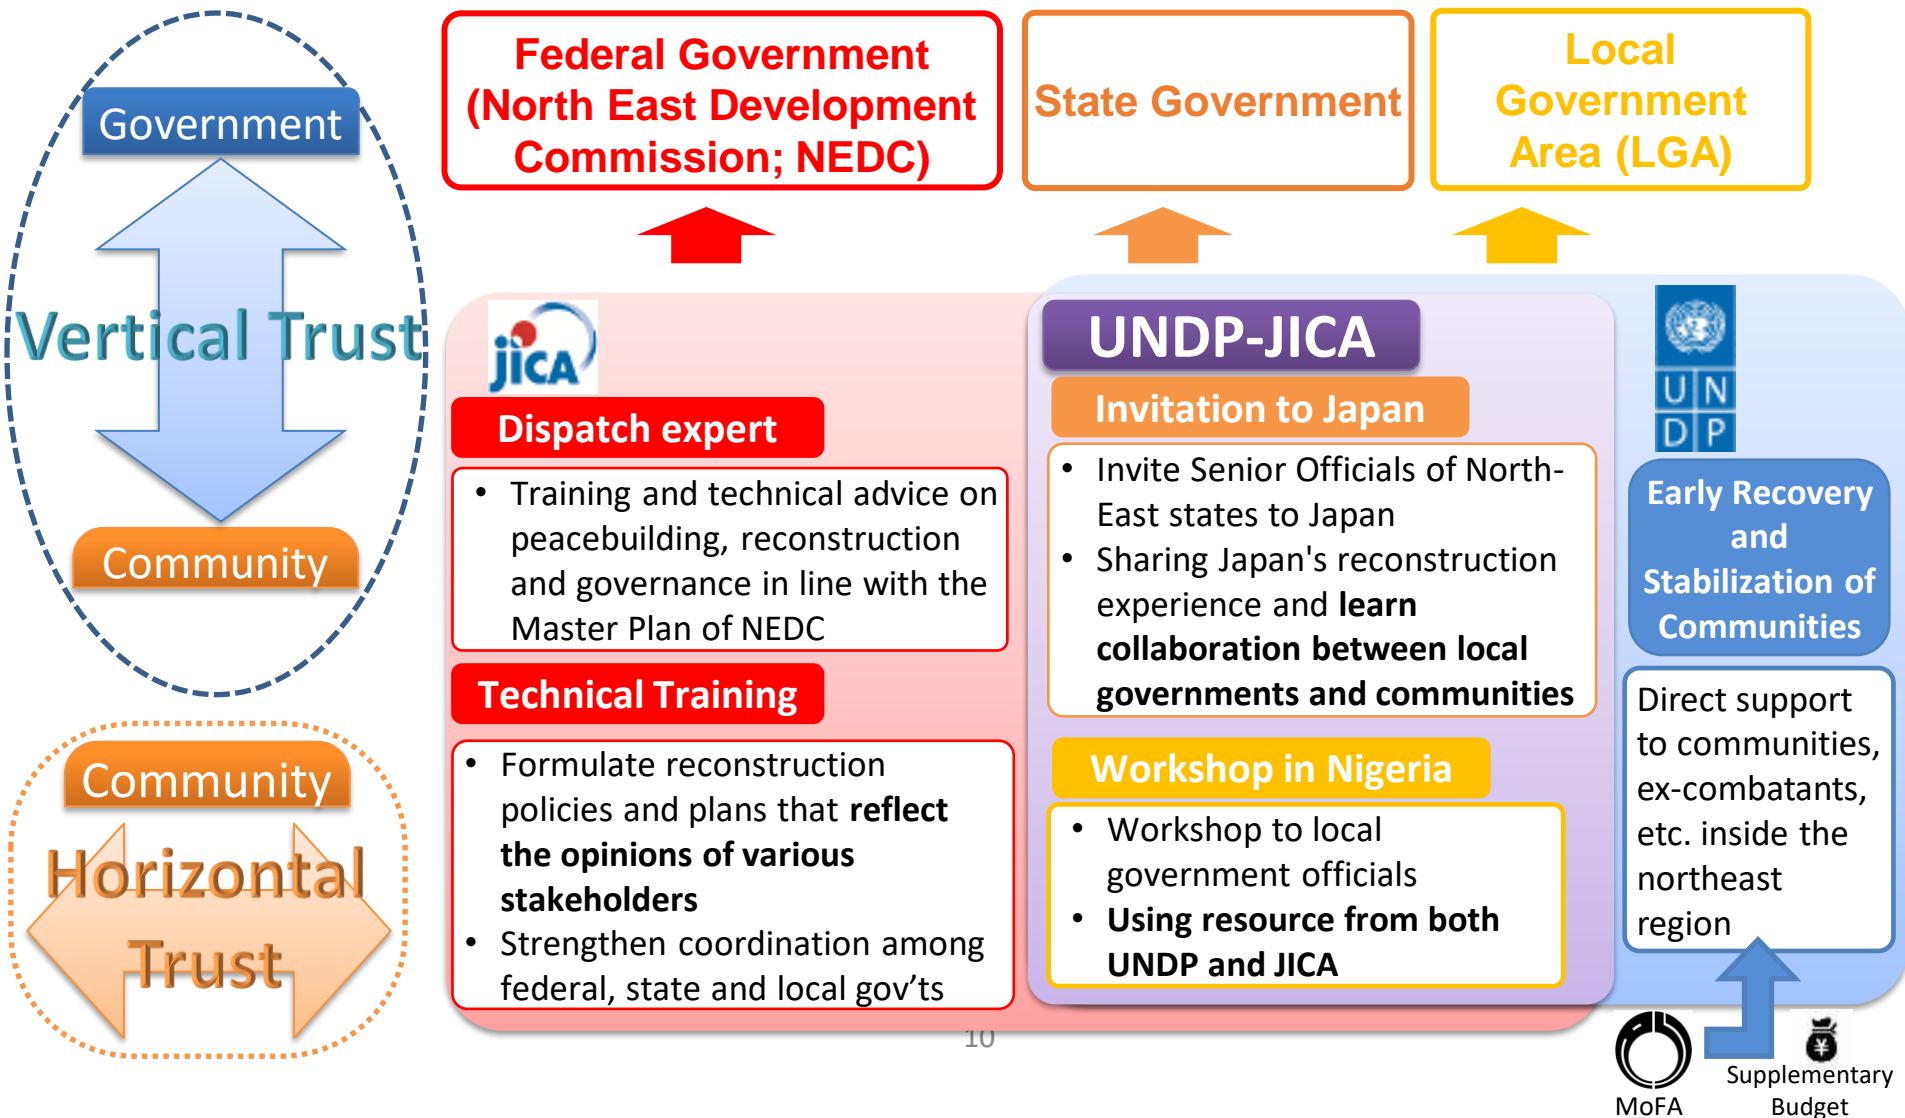 Government
Vertical Trust
Community
Community
Horizontal
Trust
Federal Government
(North East Development
Commission; NEDC)
State Government
Local
Government
Area (LGA)
jICA
Dispatch expert
• Training and technical advice on
peacebuilding, reconstruction
and governance in line with the
Master Plan of NEDC
Technical Training
• Formulate reconstruction
policies and plans that reflect
the opinions of various
stakeholders
• Strengthen coordination among
federal, state and local gov’ts
UNDP-JICA
Invitation to Japan
• Invite Senior Officials of North-
East states to Japan
• Sharing Japan's reconstruction
experience and learn
collaboration between local
governments and communities
Workshop in Nigeria
• Workshop to local
government officials
• Using resource from both
UNDP and JICA
U N
D P
Early Recovery
and
Stabilization of
Communities
Direct support
to communities,
ex-combatants,
etc. inside the
northeast
region
10
MoFA
¥
Supplementary
Budget